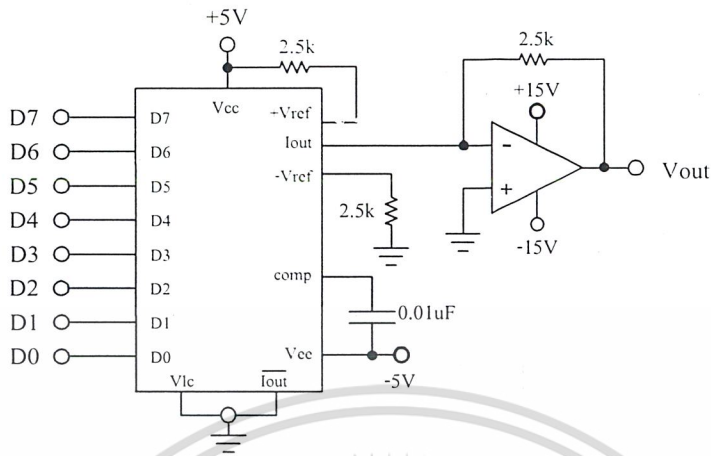 +5V
2.5k
2.5k
+15V
Vcc
+Vref
D7
D7
Iout
-
D6
D6
-Vref
Vout
D5
D5
+
D4
D4
2.5k
-15V
D3
D3
comp
D2
D2
0.01uF
D1
D1
D0
D0
Vee
-5V
Vlc
Iout